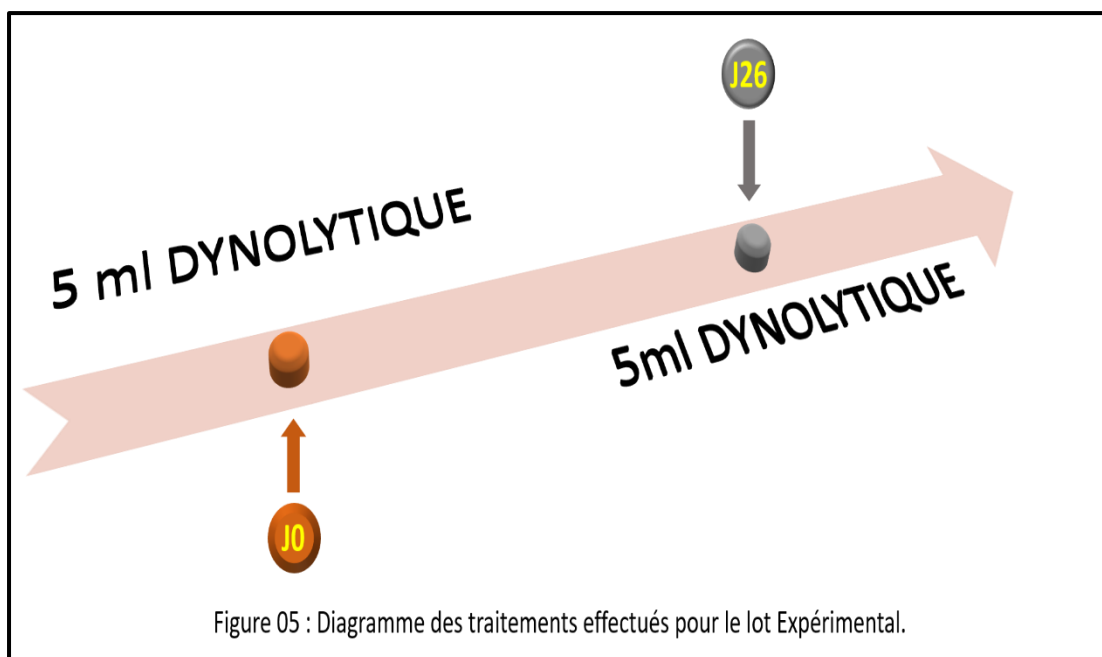 J26
5 ml DYNOLYTIQUE
5ml DYNOLYTIQUE
J0
Figure 05 : Diagramme des traitements effectués pour le lot Expérimental.